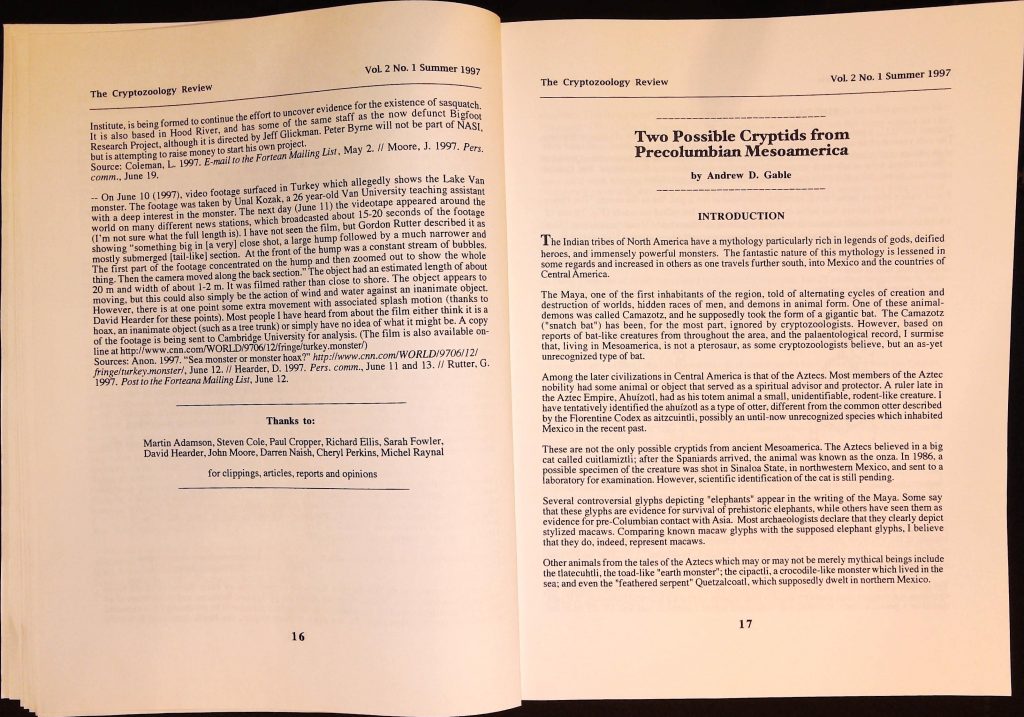 The Cryptozoology Review
Vol. 2 No. 1 Summer 1997
Institute, is being formed to continue the effort to uncover evidence for the existence of sasquatch.
It is also based in Hood River, and has some of the same staff as the now defunct Bigfoot
Research Project, although it is directed by Jeff Glickman. Peter Byrne will not be part of NASI,
but is attempting to raise money to start his own project.
Source: Coleman, L. 1997. E-mail to the Fortean Mailing List, May 2. // Moore, J. 1997. Pers.
comm., June 19.
-- On June 10 (1997), video footage surfaced in Turkey which allegedly shows the Lake Van
monster. The footage was taken by Unal Kozak, a 26 year-old Van University teaching assistant
with a deep interest in the monster. The next day (June 11) the videotape appeared around the
world on many different news stations, which broadcasted about 15-20 seconds of the footage
(I'm not sure what the full length is). I have not seen the film, but Gordon Rutter described it as
showing "something big in [a very] close shot, a large hump followed by a much narrower and
mostly submerged [tail-like] section. At the front of the hump was a constant stream of bubbles.
The first part of the footage concentrated on the hump and then zoomed out to show the whole
thing. Then the camera moved along the back section." The object had an estimated length of about
20 m and width of about 1-2 m. It was filmed rather than close to shore. The object appears to
moving, but this could also simply be the action of wind and water against an inanimate object.
However, there is at one point some extra movement with associated splash motion (thanks to
David Hearder for these points). Most people I have heard from about the film either think it is a
hoax, an inanimate object (such as a tree trunk) or simply have no idea of what it might be. A copy
of the footage is being sent to Cambridge University for analysis. (The film is also available on-
line at http://www.cnn.com/WORLD/9706/12/fringe/turkey.monster/)
Sources: Anon. 1997. "Sea monster or monster hoax?" http://www.cnn.com/WORLD/9706/12/
fringe/turkey.monster/, June 12. // Hearder, D. 1997. Pers. comm., June 11 and 13. // Rutter, G.
1997. Post to the Forteana Mailing List, June 12.
Thanks to:
Martin Adamson, Steven Cole, Paul Cropper, Richard Ellis, Sarah Fowler,
David Hearder, John Moore, Darren Naish, Cheryl Perkins, Michel Raynal
for clippings, articles, reports and opinions
16
The Cryptozoology Review
Vol. 2 No. 1 Summer 1997
Two Possible Cryptids from
Precolumbian Mesoamerica
by Andrew D. Gable
INTRODUCTION
The Indian tribes of North America have a mythology particularly rich in legends of gods, deified
heroes, and immensely powerful monsters. The fantastic nature of this mythology is lessened in
some regards and increased in others as one travels further south, into Mexico and the countries of
Central America.
The Maya, one of the first inhabitants of the region, told of alternating cycles of creation and
destruction of worlds, hidden races of men, and demons in animal form. One of these animal-
demons was called Camazotz, and he supposedly took the form of a gigantic bat. The Camazotz
("snatch bat") has been, for the most part, ignored by cryptozoologists. However, based on
reports of bat-like creatures from throughout the area, and the palaentological record, I surmise
that, living in Mesoamerica, is not a pterosaur, as some cryptozoologists believe, but an as-yet
unrecognized type of bat.
Among the later civilizations in Central America is that of the Aztecs. Most members of the Aztec
nobility had some animal or object that served as a spiritual advisor and protector. A ruler late in
the Aztec Empire, Ahuízotl, had as his totem animal a small, unidentifiable, rodent-like creature. I
have tentatively identified the ahuízotl as a type of otter, different from the common otter described
by the Florentine Codex as aitzcuintli, possibly an until-now unrecognized species which inhabited
Mexico in the recent past.
These are not the only possible cryptids from ancient Mesoamerica. The Aztecs believed in a big
cat called cuitlamiztli; after the Spaniards arrived, the animal was known as the onza. In 1986, a
possible specimen of the creature was shot in Sinaloa State, in northwestern Mexico, and sent to a
laboratory for examination. However, scientific identification of the cat is still pending.
Several controversial glyphs depicting "elephants" appear in the writing of the Maya. Some say
that these glyphs are evidence for survival of prehistoric elephants, while others have seen them as
evidence for pre-Columbian contact with Asia. Most archaeologists declare that they clearly depict
stylized macaws. Comparing known macaw glyphs with the supposed elephant glyphs, I believe
that they do, indeed, represent macaws.
Other animals from the tales of the Aztecs which may or may not be merely mythical beings include
the tlatecuhtli, the toad-like "earth monster"; the cipactli, a crocodile-like monster which lived in the
sea; and even the "feathered serpent" Quetzalcoatl, which supposedly dwelt in northern Mexico.
17